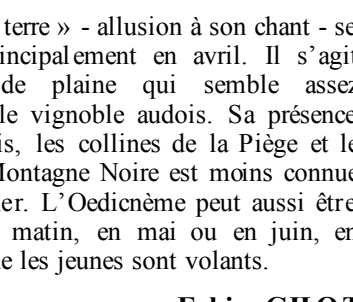 terre » - allusion à son chant - se
incipalement en avril. Il s’agit
de plaine qui semble assez
le vignoble audois. Sa présence
is, les collines de la Piège et le
Montagne Noire est moins connue
er. L’Oedicnème peut aussi être
matin, en mai ou en juin, en
e les jeunes sont volants.